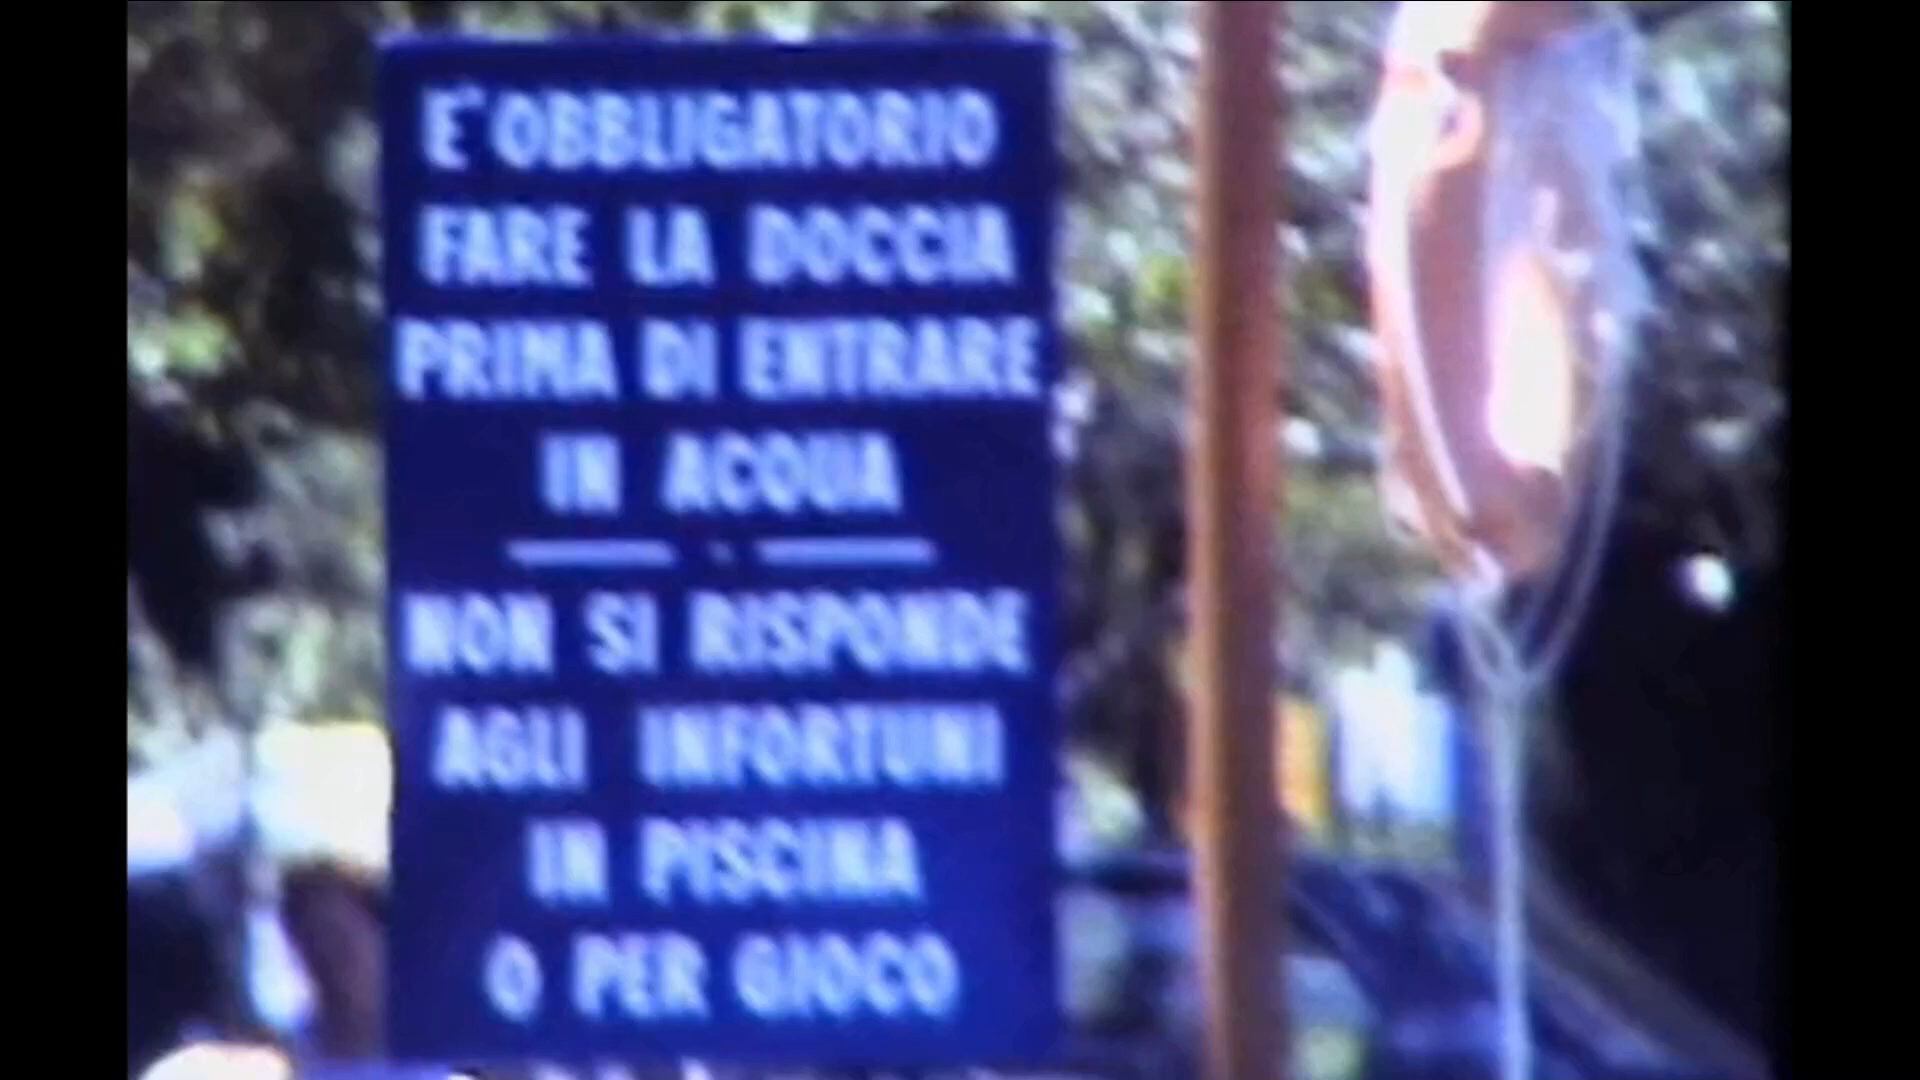 E' OBBLIGATORIO
FARE LA DOCCIA
PRIMA DI ENTRARE
IN ACQUA
NON SI RISPONDE
AGLI INFORTUNI
IN PISCINA
O PER GIOCO